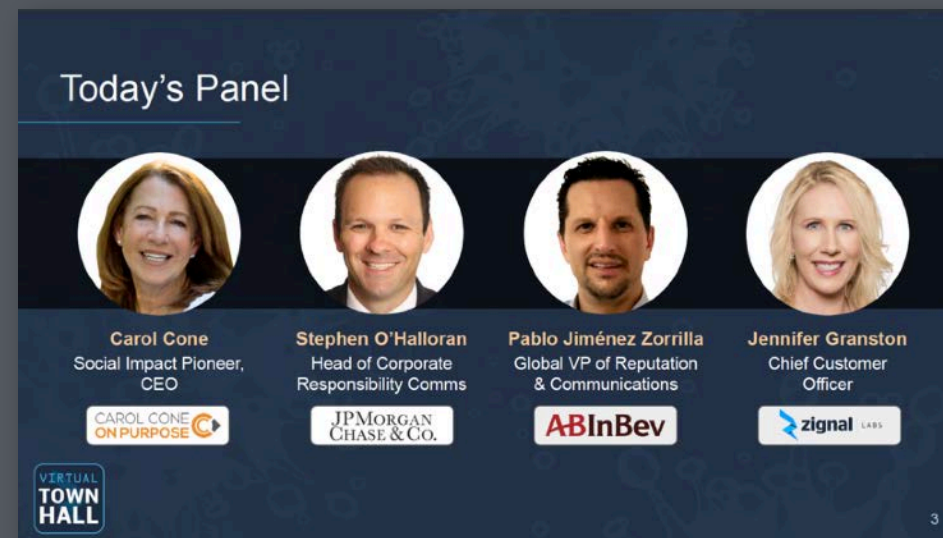 Today's Panel
Carol Cone
Social Impact Pioneer,
CEO
CAROL CONE
ON PURPOSE
Stephen O'Halloran
Head of Corporate
Responsibility Comms
JPMORGAN
CHASE & CO.
Pablo Jiménez Zorrilla
Global VP of Reputation
& Communications
ABInBev
Jennifer Granston
Chief Customer
Officer
zignal LABS
VIRTUAL
TOWN
HALL
3